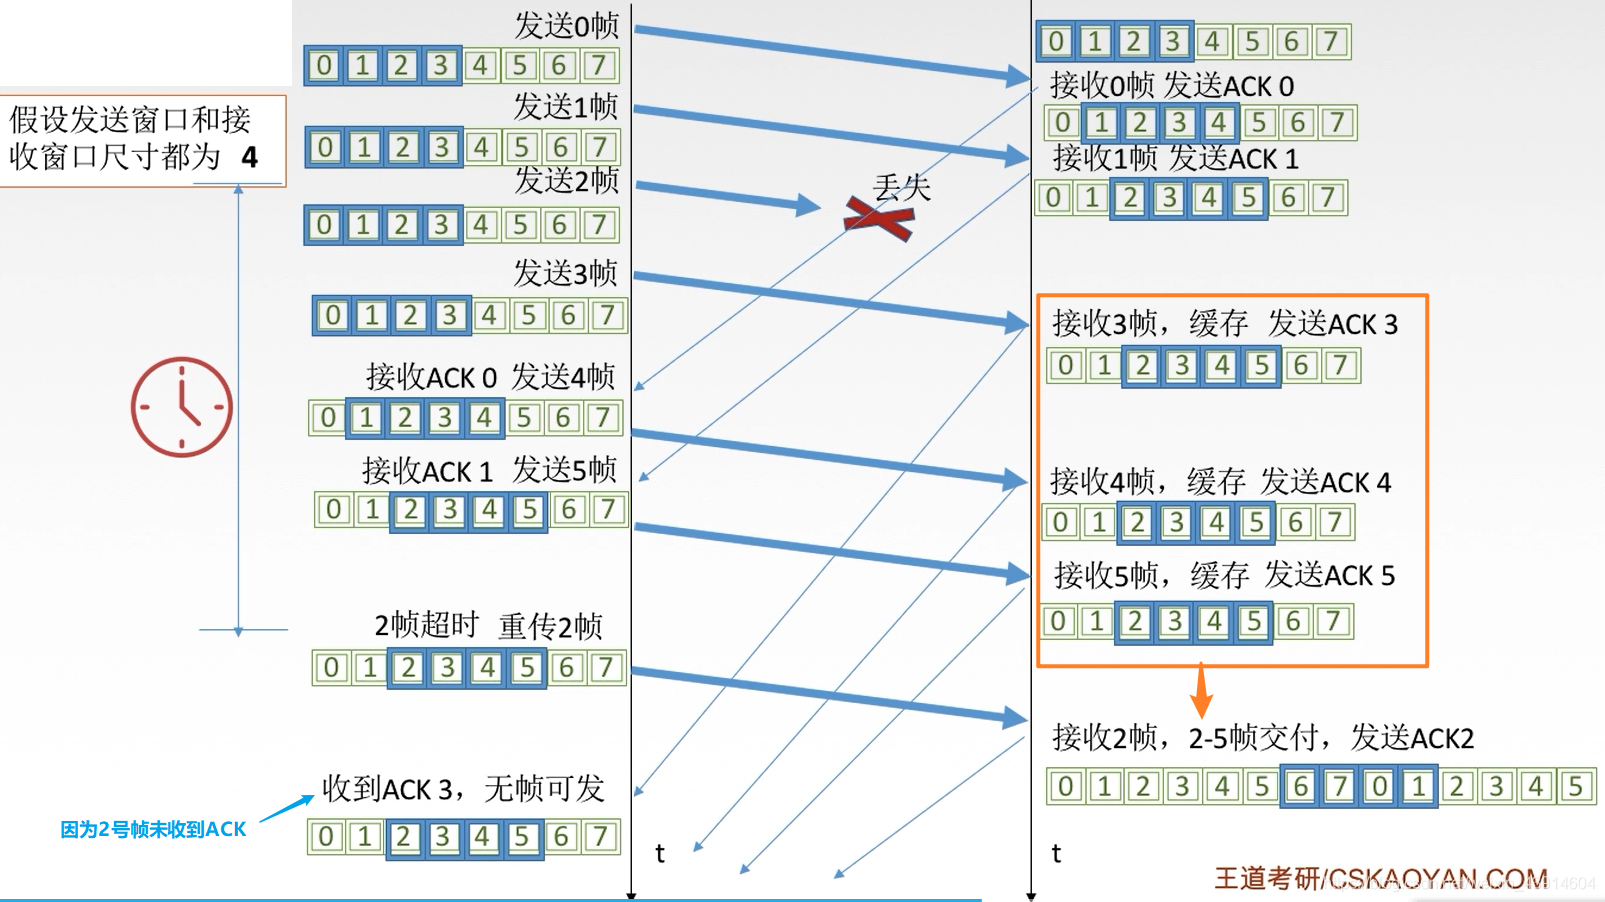 假设发送窗口和接
收窗口尺寸都为 4
发送0帧
0 1 2 3 4 5 6 7
发送1帧
0 1 2 3 4 5 6 7
发送2帧
0 1 2 3 4 5 6 7
发送3帧
0 1 2 3 4 5 6 7
接收ACK 0 发送4帧
0 1 2 3 4 5 6 7
接收ACK 1 发送5帧
0 1 2 3 4 5 6 7
2帧超时 重传2帧
0 1 2 3 4 5 6 7
收到ACK 3，无帧可发
因为2号帧未收到ACK
0 1 2 3 4 5 6 7
丢失
t
0 1 2 3 4 5 6 7
接收0帧 发送ACK 0
0 1 2 3 4 5 6 7
接收1帧 发送ACK 1
0 1 2 3 4 5 6 7
接收3帧，缓存 发送ACK 3
0 1 2 3 4 5 6 7
接收4帧，缓存 发送ACK 4
0 1 2 3 4 5 6 7
接收5帧，缓存 发送ACK 5
0 1 2 3 4 5 6 7
接收2帧，2-5帧交付，发送ACK2
0 1 2 3 4 5 6 7 0 1 2 3 4 5
t
王道考研/CSKAOYAN.COM